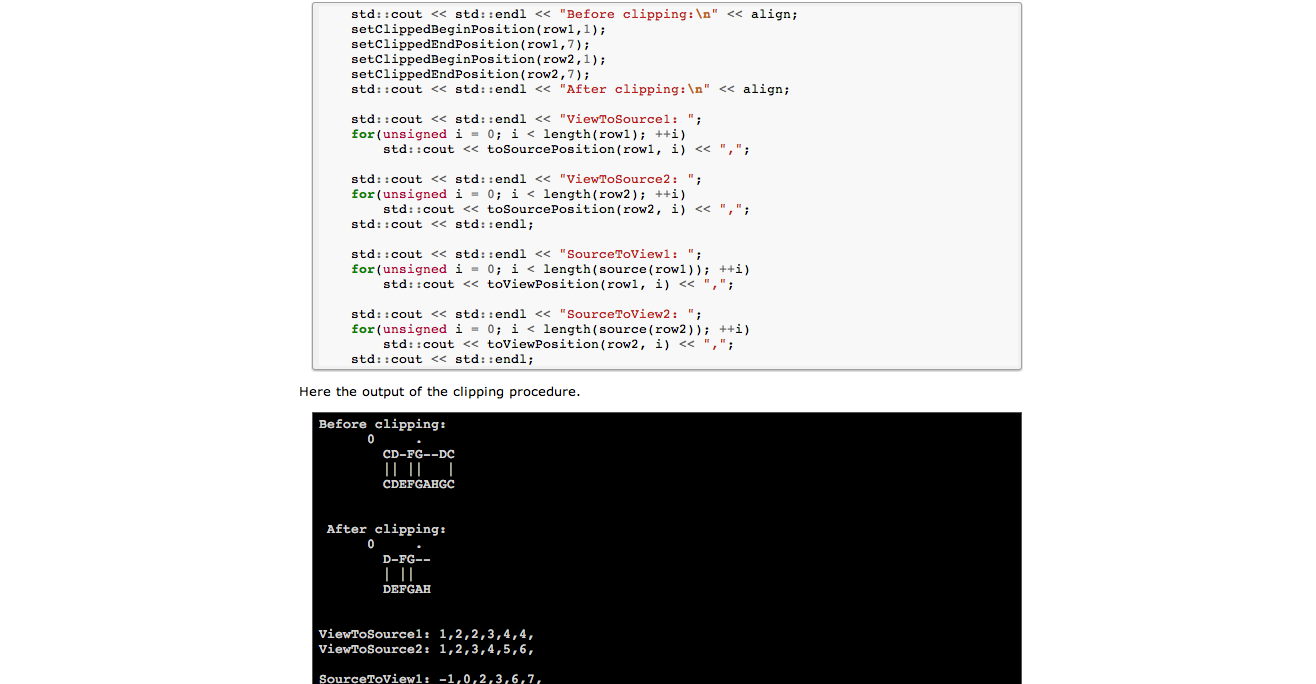 std::cout << std::endl << "Before clipping:\n" << align;
setClippedBeginPosition(row1,1);
setClippedEndPosition(row1,7);
setClippedBeginPosition(row2,1);
setClippedEndPosition(row2,7);
std::cout << std::endl << "After clipping:\n" << align;
std::cout << std::endl << "ViewToSource1: ";
for(unsigned i = 0; i < length(row1); ++i)
std::cout << toSourcePosition(row1, i) << ",";
std::cout << std::endl << "ViewToSource2: ";
for(unsigned i = 0; i < length(row2); ++i)
std::cout << toSourcePosition(row2, i) << ",";
std::cout << std::endl;
std::cout << std::endl << "SourceToView1: ";
for(unsigned i = 0; i < length(source(row1)); ++i)
std::cout << toViewPosition(row1, i) << ",";
std::cout << std::endl << "SourceToView2: ";
for(unsigned i = 0; i < length(source(row2)); ++i)
std::cout << toViewPosition(row2, i) << ",";
std::cout << std::endl;
Here the output of the clipping procedure.
Before clipping:
0     .
CD-FG--DC
|| ||   |
CDEFGAHGC
After clipping:
0     .
D-FG--
| ||
DEFGAH
ViewToSource1: 1,2,2,3,4,4,
ViewToSource2: 1,2,3,4,5,6,
SourceToView1: -1,0,2,3,6,7,